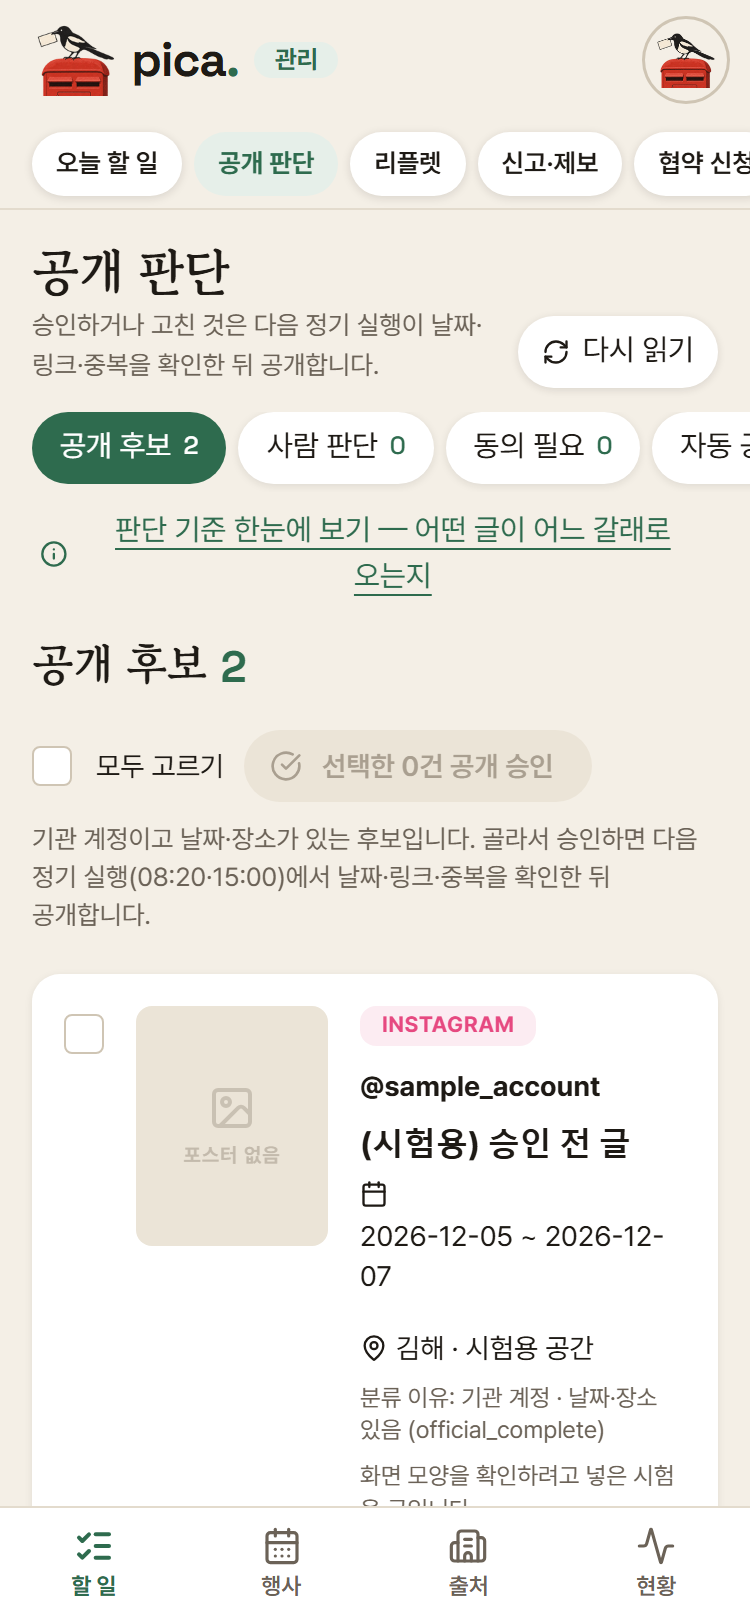 pica.
관리
오늘 할 일
공개 판단
리플렛
신고·제보
협약 신청
공개 판단
승인하거나 고친 것은 다음 정기 실행이 날짜·
링크·중복을 확인한 뒤 공개합니다.
다시 읽기
공개 후보 2
사람 판단 0
동의 필요 0
자동
판단 기준 한눈에 보기 — 어떤 글이 어느 갈래로
오는지
공개 후보 2
모두 고르기
선택한 0건 공개 승인
기관 계정이고 날짜·장소가 있는 후보입니다. 골라서 승인하면 다음
정기 실행(08:20·15:00)에서 날짜·링크·중복을 확인한 뒤
공개합니다.
포스터 없음
INSTAGRAM
@sample_account
(시험용) 승인 전 글
2026-12-05 ~ 2026-12-
07
김해 · 시험용 공간
분류 이유: 기관 계정 · 날짜·장소
있음 (official_complete)
화면 모양을 확인하려고 넣은 시험
할 일
행사
출처
현황